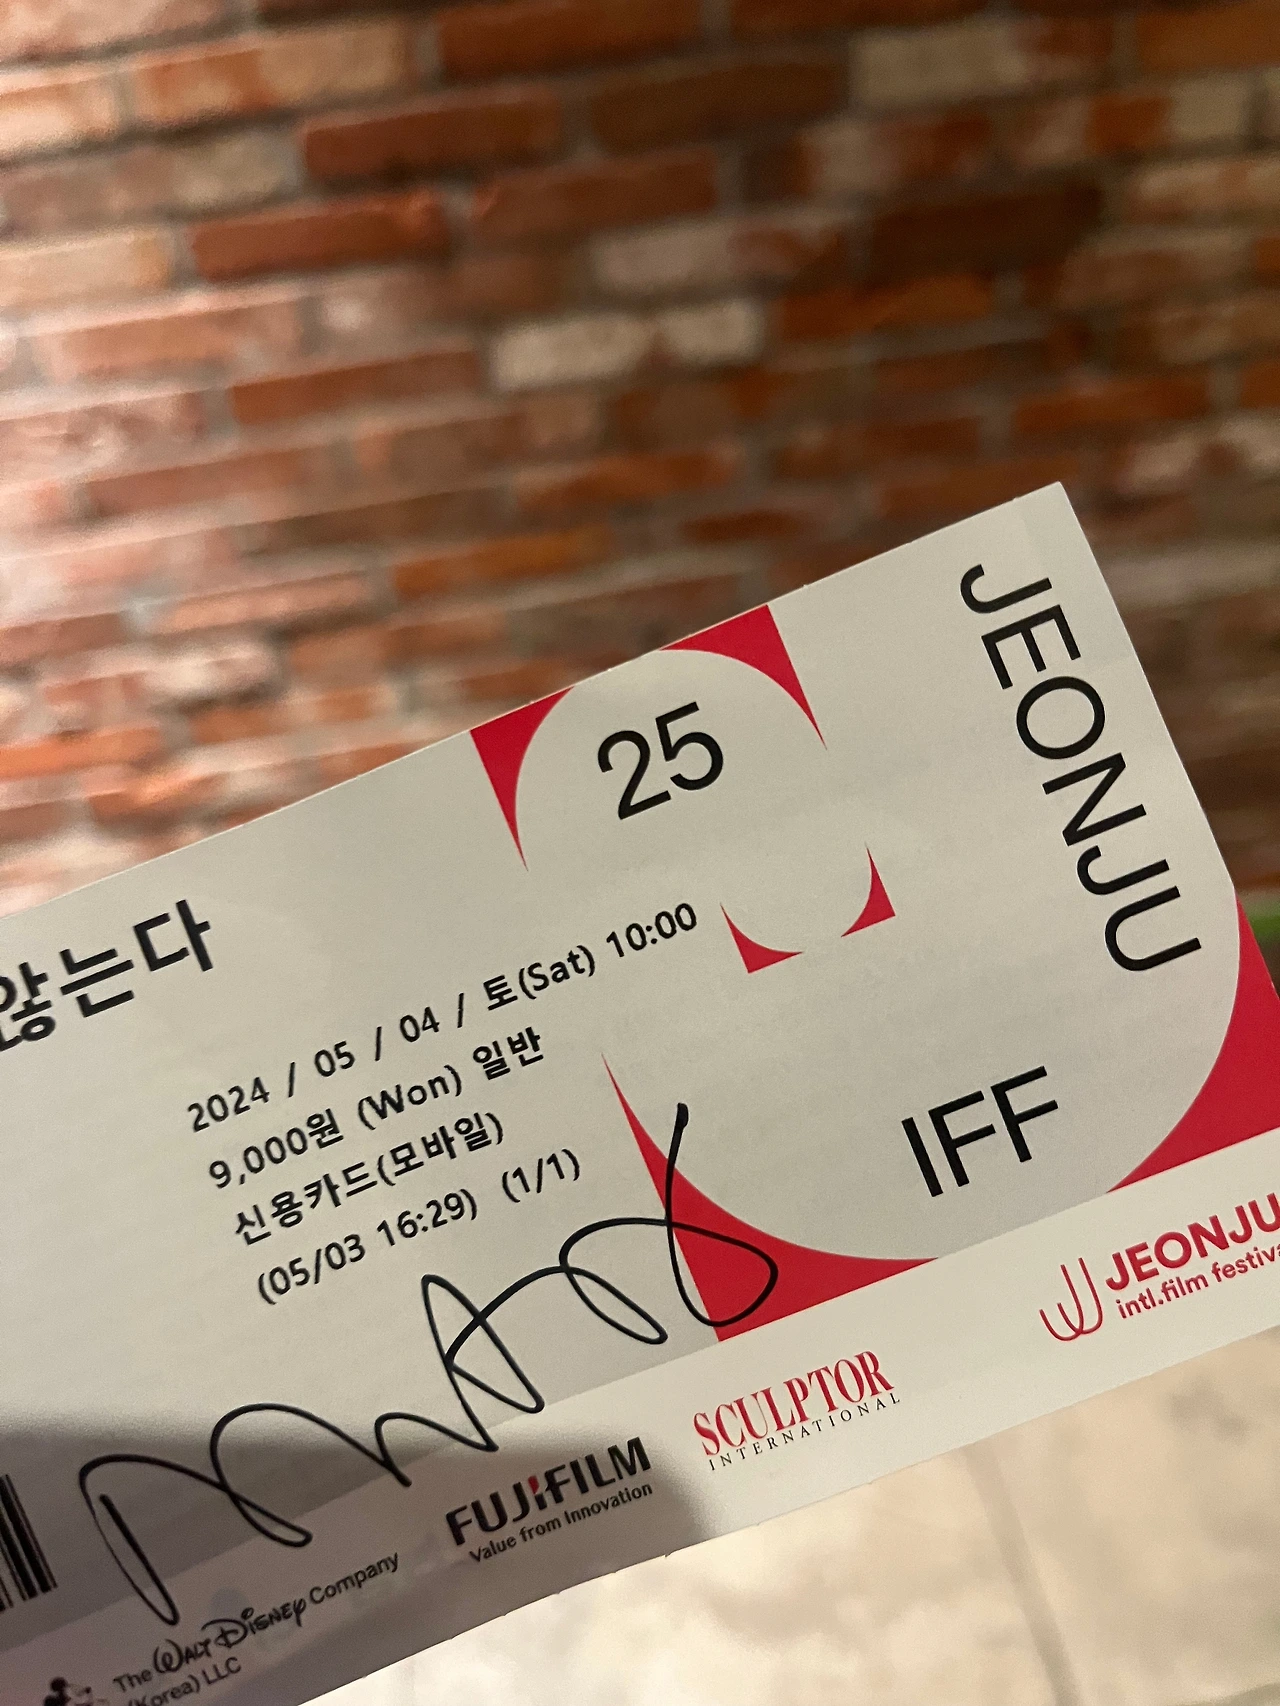 않는다
25
JEONJU
IFF
2024 / 05 / 04 / 토(Sat) 10:00
9,000원 (Won) 일반
신용카드(모바일)
(05/03 16:29) (1/1)
The WALT DISNEY Company
(Korea) LLC
FUJIFILM
Value from Innovation
SCULPTOR
INTERNATIONAL
JEONJU
intl.film festiva